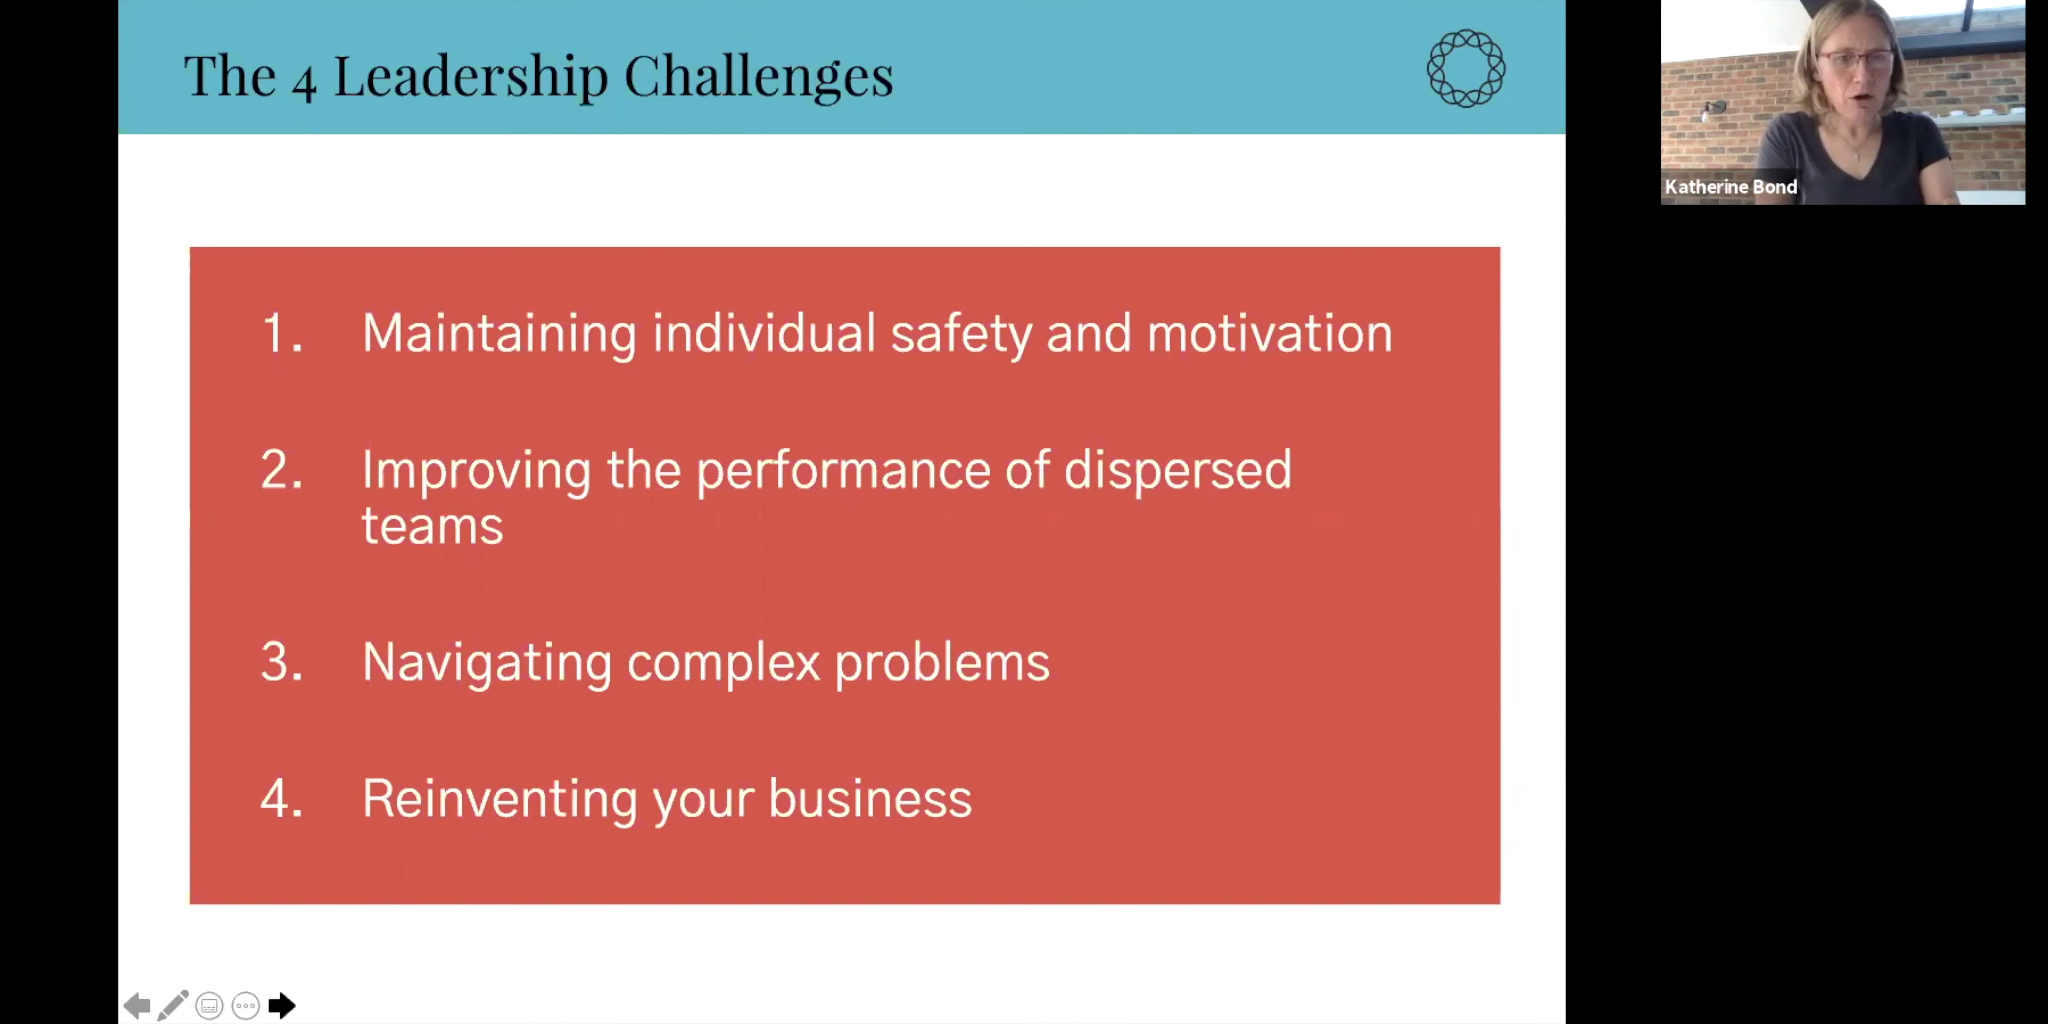 The 4 Leadership Challenges
Katherine Bond
1. Maintaining individual safety and motivation
2. Improving the performance of dispersed
teams
3. Navigating complex problems
4. Reinventing your business